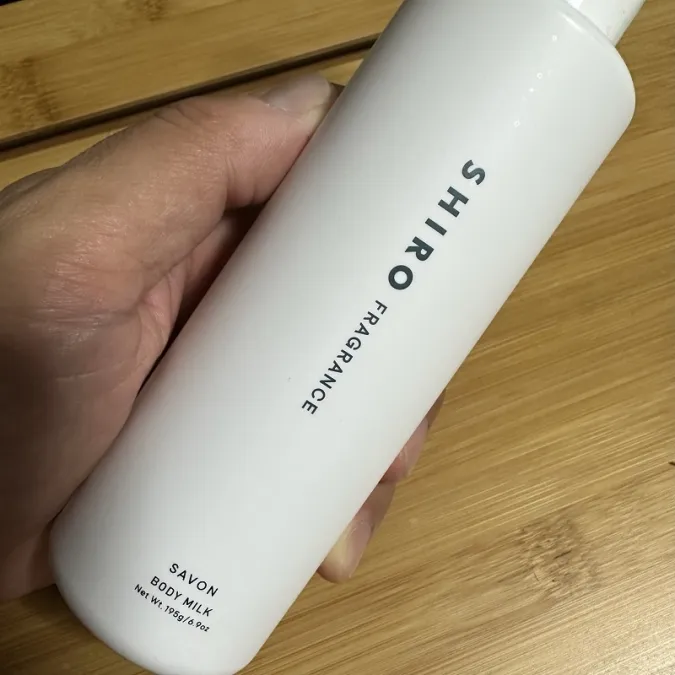 SHIRO
FRAGRANCE
SAVON
BODY MILK
Net Wt. 195g/6.9oz